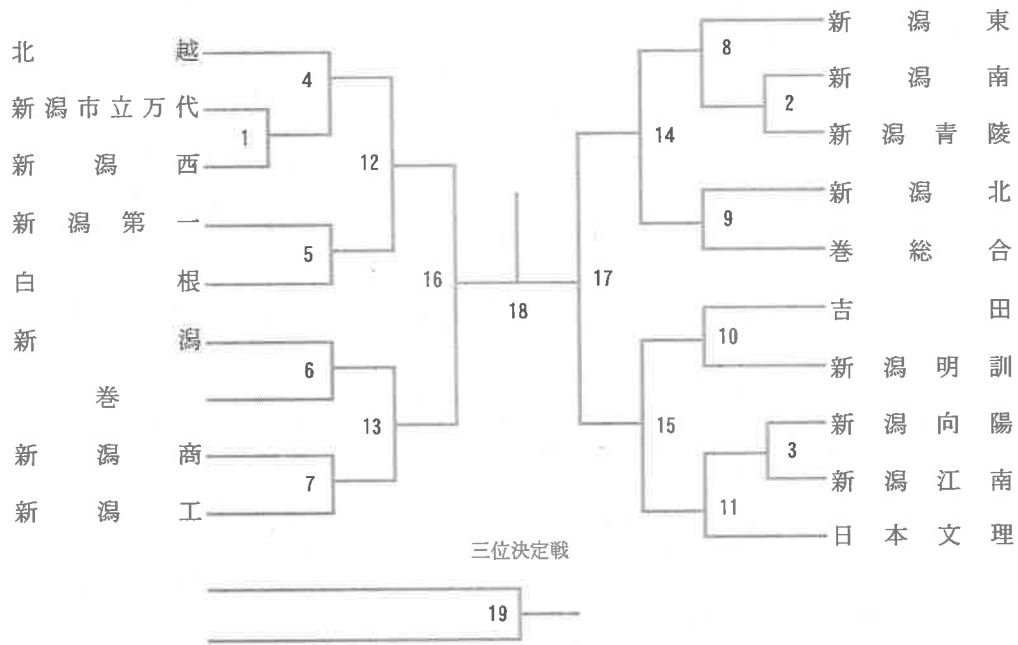 北越
新潟市立万代
新潟西
新潟第一
白根
新潟
巻
新潟商
新潟工
4
1
12
5
16
6
13
7
18
新潟東
新潟南
新潟青陵
新潟北
巻総合
吉田
新潟明訓
新潟向陽
新潟江南
日本文理
8
2
14
9
17
10
15
3
11
三位決定戦
19